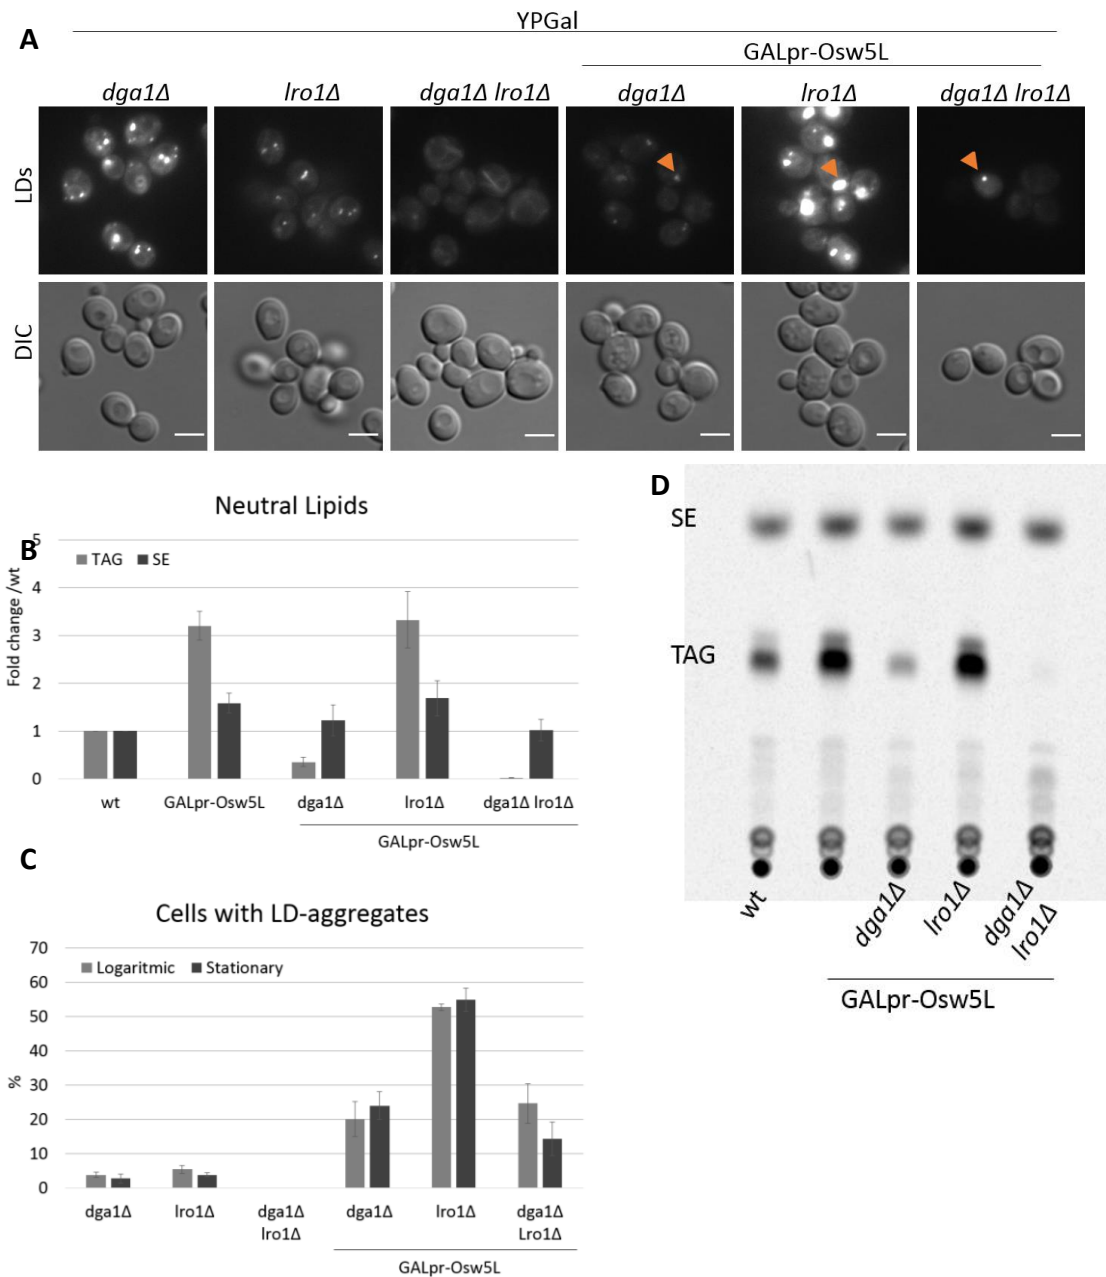 A
YPGal
GALpr-Osw5L
dga1Δ lro1Δ dga1Δ lro1Δ dga1Δ lro1Δ dga1Δ lro1Δ
LDs
DIC
B
Neutral Lipids
TAG SE
Fold change /wt
5
4
3
2
1
0
wt GALpr-Osw5L dga1Δ lro1Δ dga1Δ lro1Δ
GALpr-Osw5L
C
Cells with LD-aggregates
Logaritmic Stationary
%
70
60
50
40
30
20
10
0
dga1Δ lro1Δ dga1Δ dga1Δ lro1Δ dga1Δ
lro1Δ Lro1Δ
GALpr-Osw5L
D
SE
TAG
wt
dga1Δ
lro1Δ
dga1Δ
lro1Δ
GALpr-Osw5L